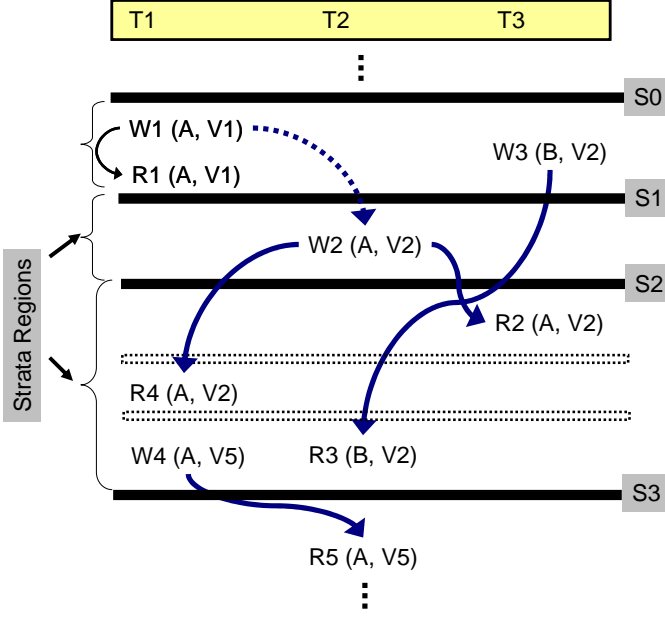 T1 T2 T3
S0
W1 (A, V1)
W3 (B, V2)
R1 (A, V1)
S1
W2 (A, V2)
S2
R2 (A, V2)
Strata Regions
R4 (A, V2)
W4 (A, V5) R3 (B, V2)
S3
R5 (A, V5)